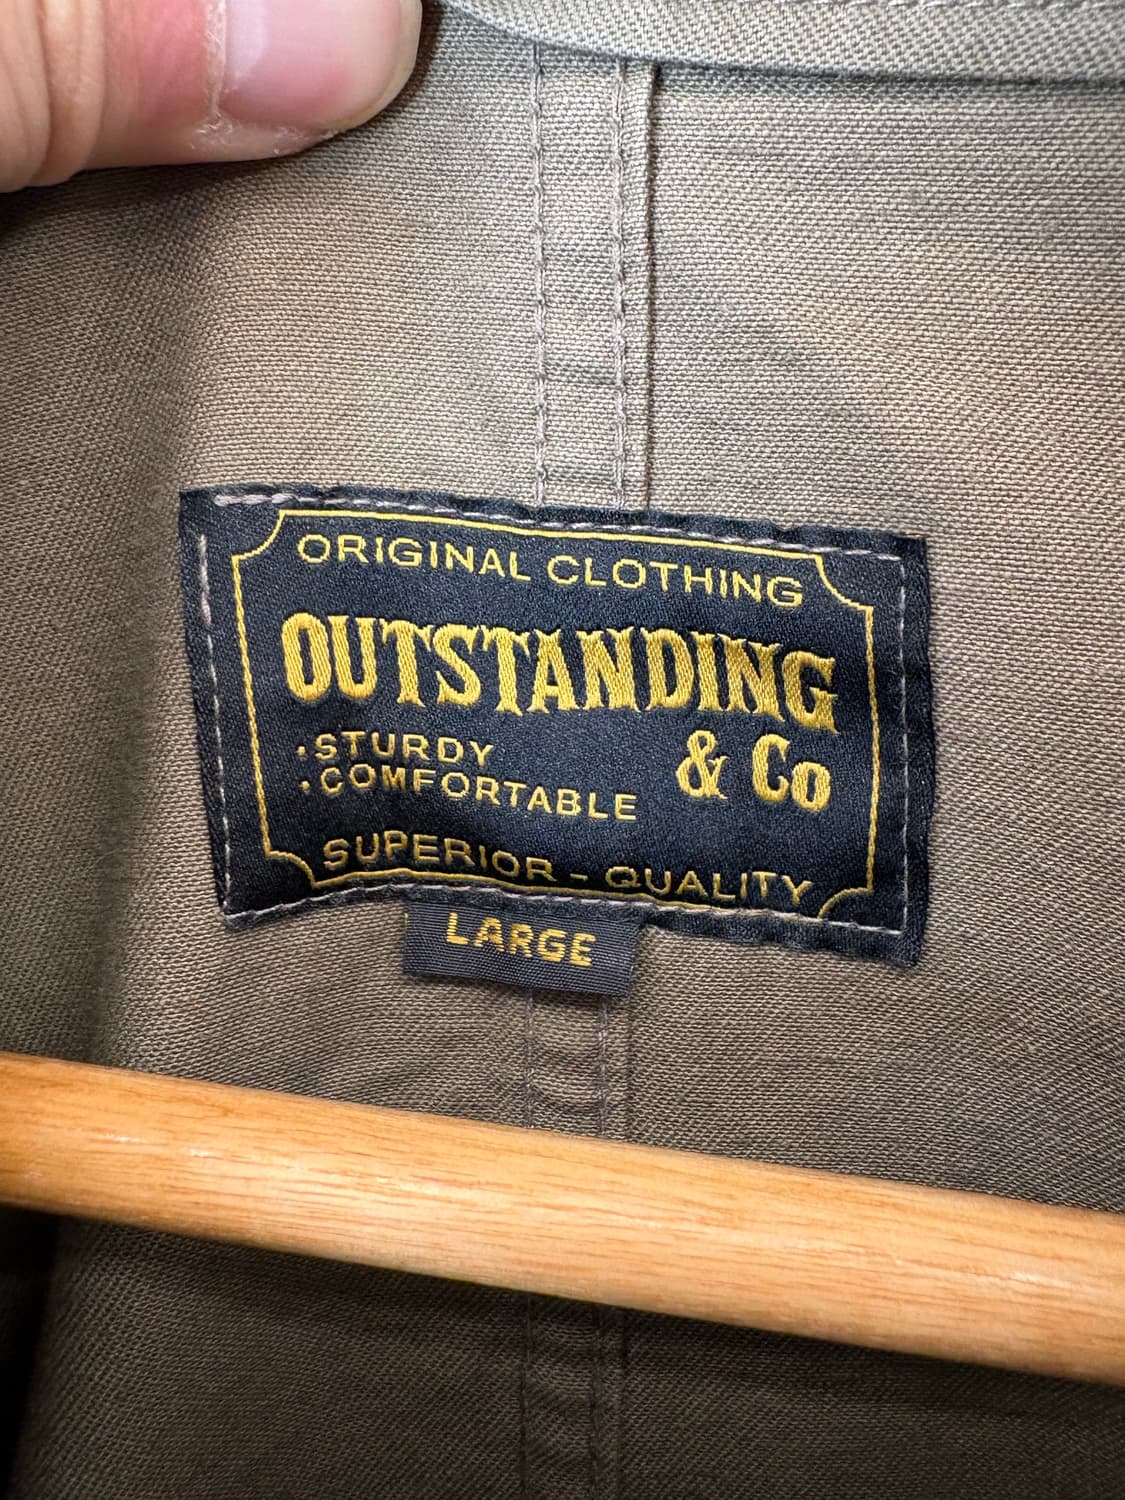 ORIGINAL CLOTHING
OUTSTANDING
& Co
·STURDY
·COMFORTABLE
SUPERIOR - QUALITY
LARGE